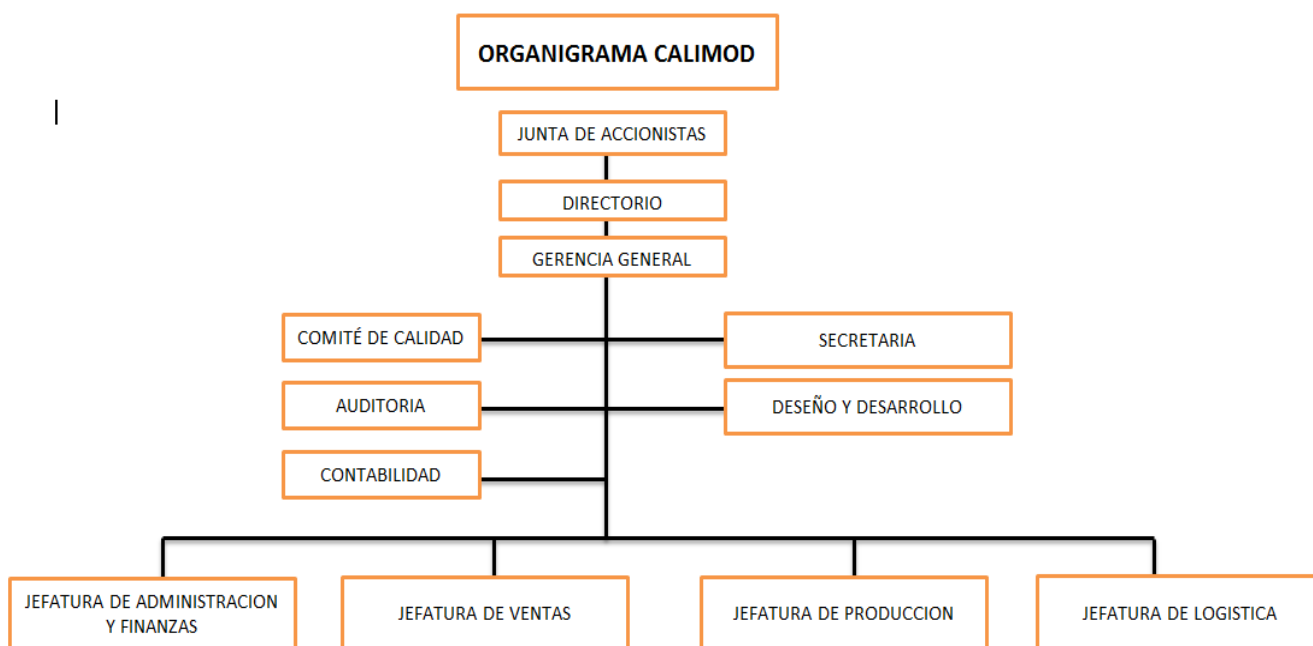 ORGANIGRAMA CALIMOD
JUNTA DE ACCIONISTAS
DIRECTORIO
GERENCIA GENERAL
COMITÉ DE CALIDAD
SECRETARIA
AUDITORIA
DESEÑO Y DESARROLLO
CONTABILIDAD
JEFATURA DE ADMINISTRACION
Y FINANZAS
JEFATURA DE VENTAS
JEFATURA DE PRODUCCION
JEFATURA DE LOGISTICA